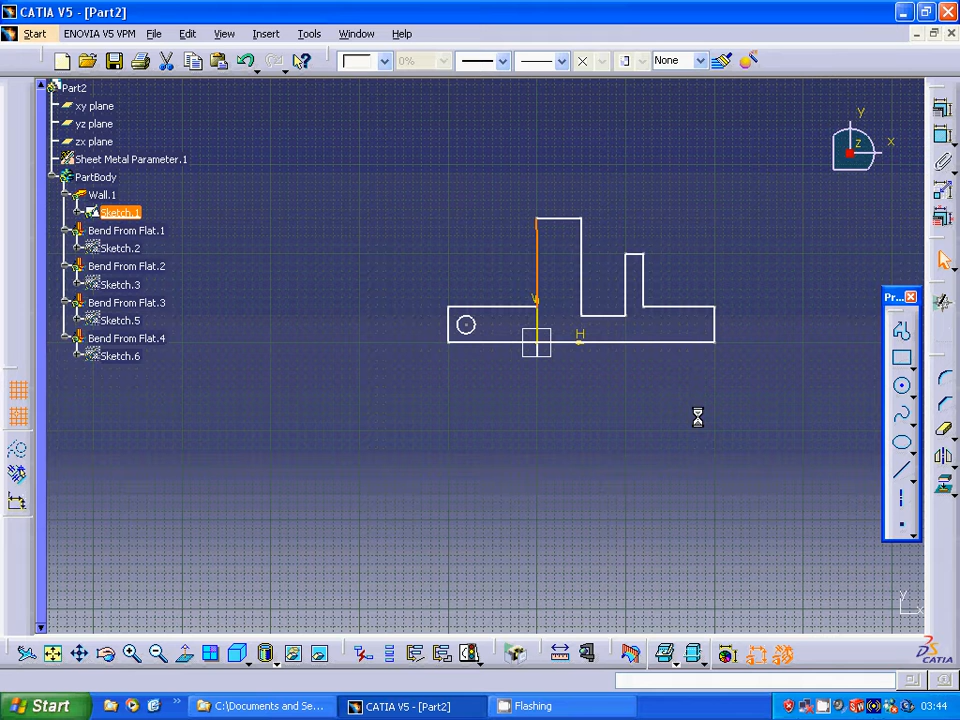 CATIA V5 - [Part2]
Start ENOVIA V5 VPM File Edit View Insert Tools Window Help
0% None
Part2
xy plane
yz plane
zx plane
Sheet Metal Parameter.1
PartBody
Wall.1
Sketch.1
Bend From Flat.1
Sketch.2
Bend From Flat.2
Sketch.3
Bend From Flat.3
Sketch.5
Bend From Flat.4
Sketch.6
y
z x
V
H
Pr...
y
x
DS
CATIA
Start C:\Documents and Se... CATIA V5 - [Part2] Flashing 03:44